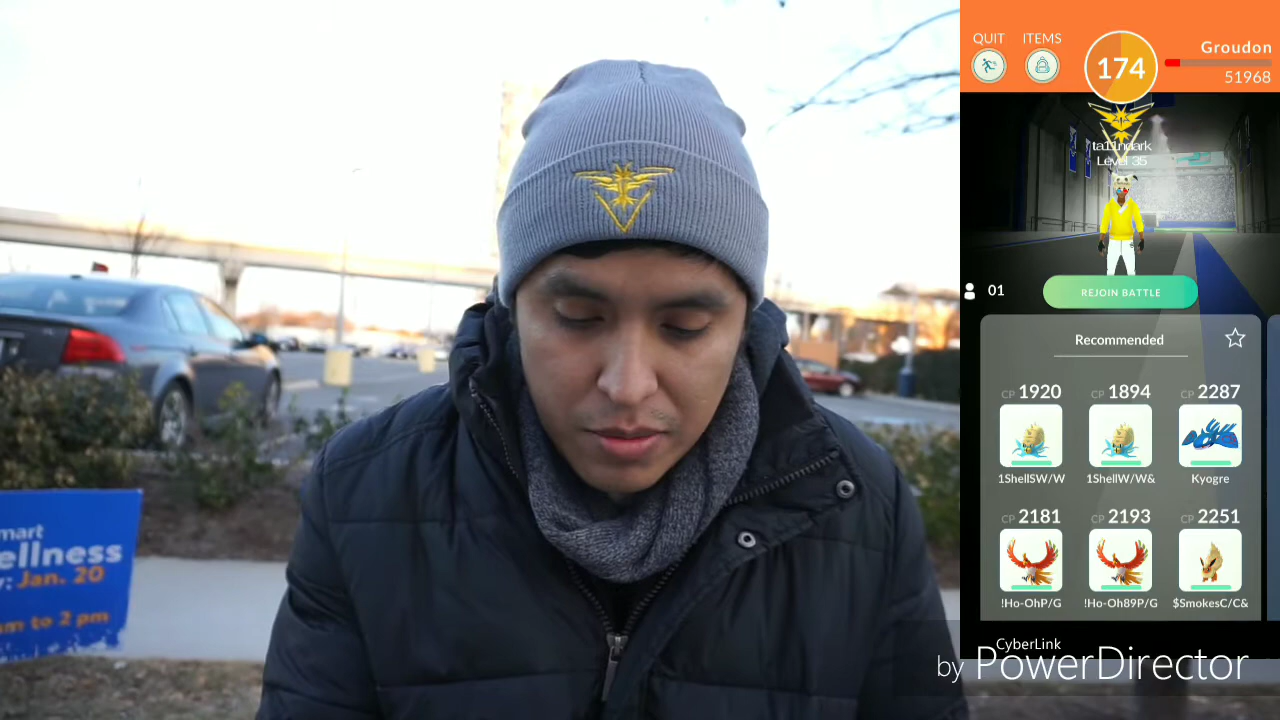 mart
ellness
y: Jan. 20
m to 2 pm
QUIT
ITEMS
174
Groudon
51968
ta11ndark
Level 35
01
REJOIN BATTLE
Recommended
CP 1920
CP 1894
CP 2287
1ShellSW/W
1ShellW/W&
Kyogre
CP 2181
CP 2193
CP 2251
!Ho-OhP/G
!Ho-Oh89P/G
$SmokesC/C&
CyberLink
by PowerDirector